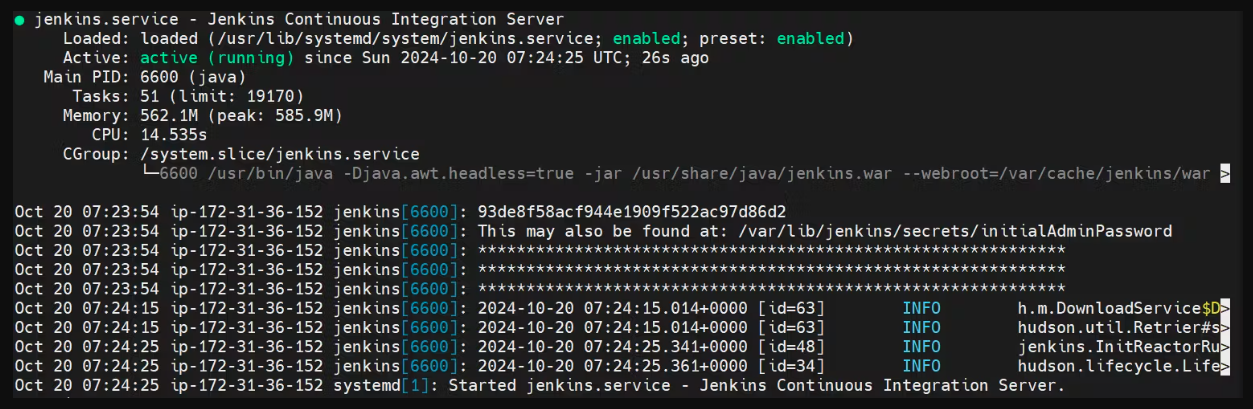 ● jenkins.service - Jenkins Continuous Integration Server
Loaded: loaded (/usr/lib/systemd/system/jenkins.service; enabled; preset: enabled)
Active: active (running) since Sun 2024-10-20 07:24:25 UTC; 26s ago
Main PID: 6600 (java)
Tasks: 51 (limit: 19170)
Memory: 562.1M (peak: 585.9M)
CPU: 14.535s
CGroup: /system.slice/jenkins.service
└─6600 /usr/bin/java -Djava.awt.headless=true -jar /usr/share/java/jenkins.war --webroot=/var/cache/jenkins/war >
Oct 20 07:23:54 ip-172-31-36-152 jenkins[6600]: 93de8f58acf944e1909f522ac97d86d2
Oct 20 07:23:54 ip-172-31-36-152 jenkins[6600]: This may also be found at: /var/lib/jenkins/secrets/initialAdminPassword
Oct 20 07:23:54 ip-172-31-36-152 jenkins[6600]: *************************************************************
Oct 20 07:23:54 ip-172-31-36-152 jenkins[6600]: *************************************************************
Oct 20 07:23:54 ip-172-31-36-152 jenkins[6600]: *************************************************************
Oct 20 07:24:15 ip-172-31-36-152 jenkins[6600]: 2024-10-20 07:24:15.014+0000 [id=63] INFO h.m.DownloadService$D>
Oct 20 07:24:15 ip-172-31-36-152 jenkins[6600]: 2024-10-20 07:24:15.014+0000 [id=63] INFO hudson.util.Retrier#s>
Oct 20 07:24:25 ip-172-31-36-152 jenkins[6600]: 2024-10-20 07:24:25.341+0000 [id=48] INFO jenkins.InitReactorRu>
Oct 20 07:24:25 ip-172-31-36-152 jenkins[6600]: 2024-10-20 07:24:25.361+0000 [id=34] INFO hudson.lifecycle.Life>
Oct 20 07:24:25 ip-172-31-36-152 systemd[1]: Started jenkins.service - Jenkins Continuous Integration Server.